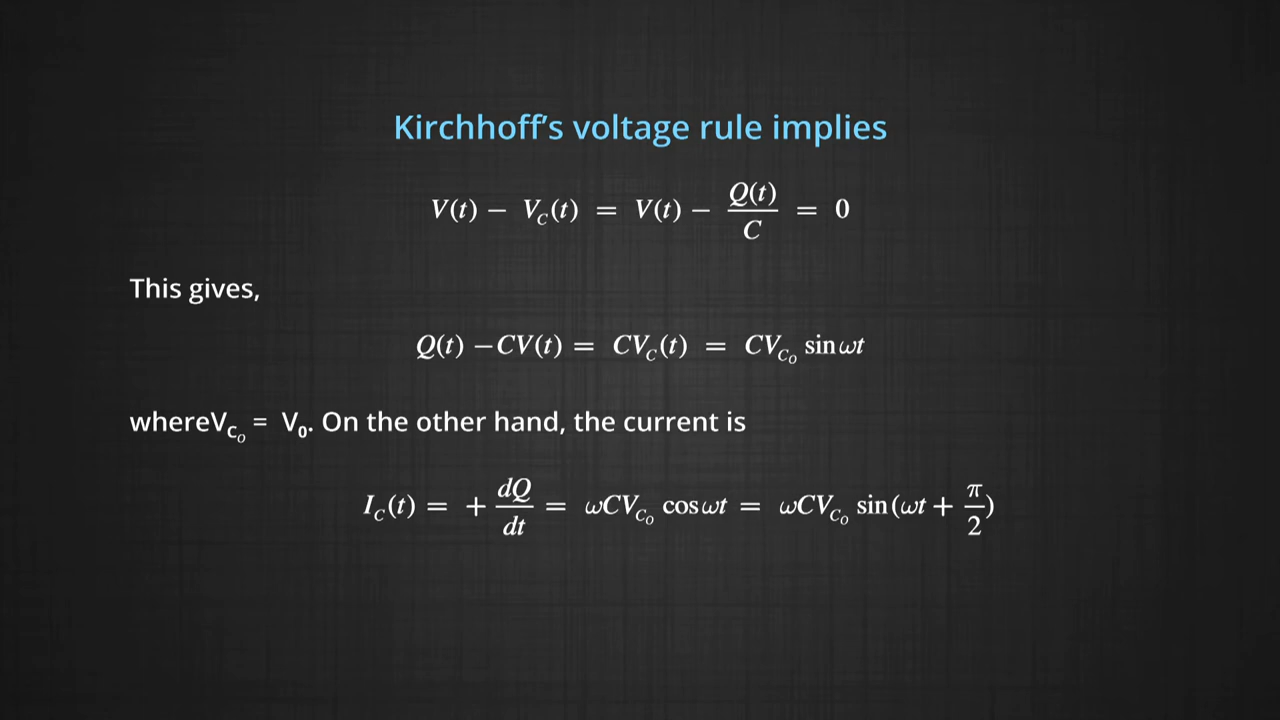 Kirchhoff's voltage rule implies
V(t) − V_C(t) = V(t) − Q(t)/C = 0
This gives,
Q(t) −CV(t) = CV_C(t) = CV_{C_o} sin ωt
whereV_{C_o} = V_0. On the other hand, the current is
I_C(t) = + dQ/dt = ωCV_{C_o} cos ωt = ωCV_{C_o} sin(ωt + π/2)